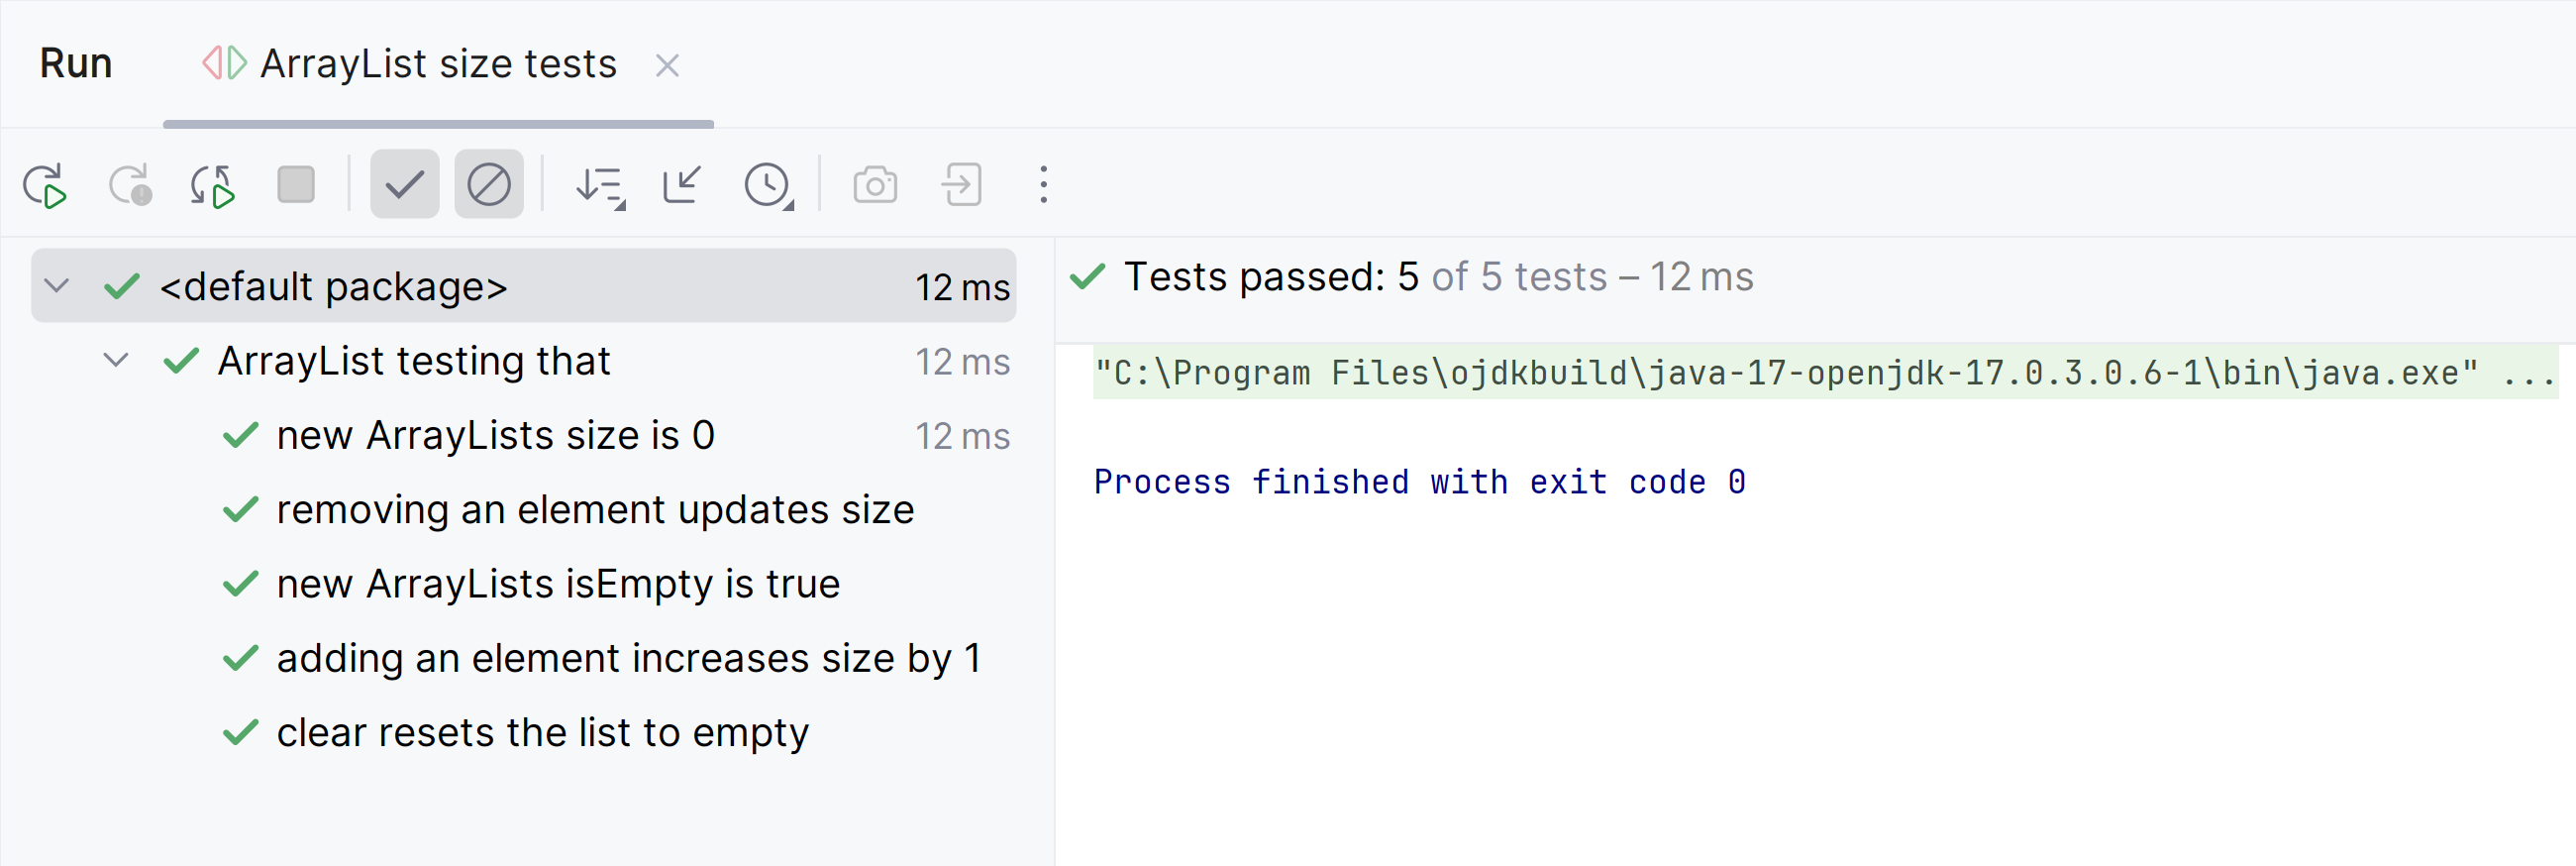 Run ArrayList size tests
<default package> 12 ms
ArrayList testing that 12 ms
new ArrayLists size is 0 12 ms
removing an element updates size
new ArrayLists isEmpty is true
adding an element increases size by 1
clear resets the list to empty
Tests passed: 5 of 5 tests – 12 ms
"C:\Program Files\ojdkbuild\java-17-openjdk-17.0.3.0.6-1\bin\java.exe" ...
Process finished with exit code 0